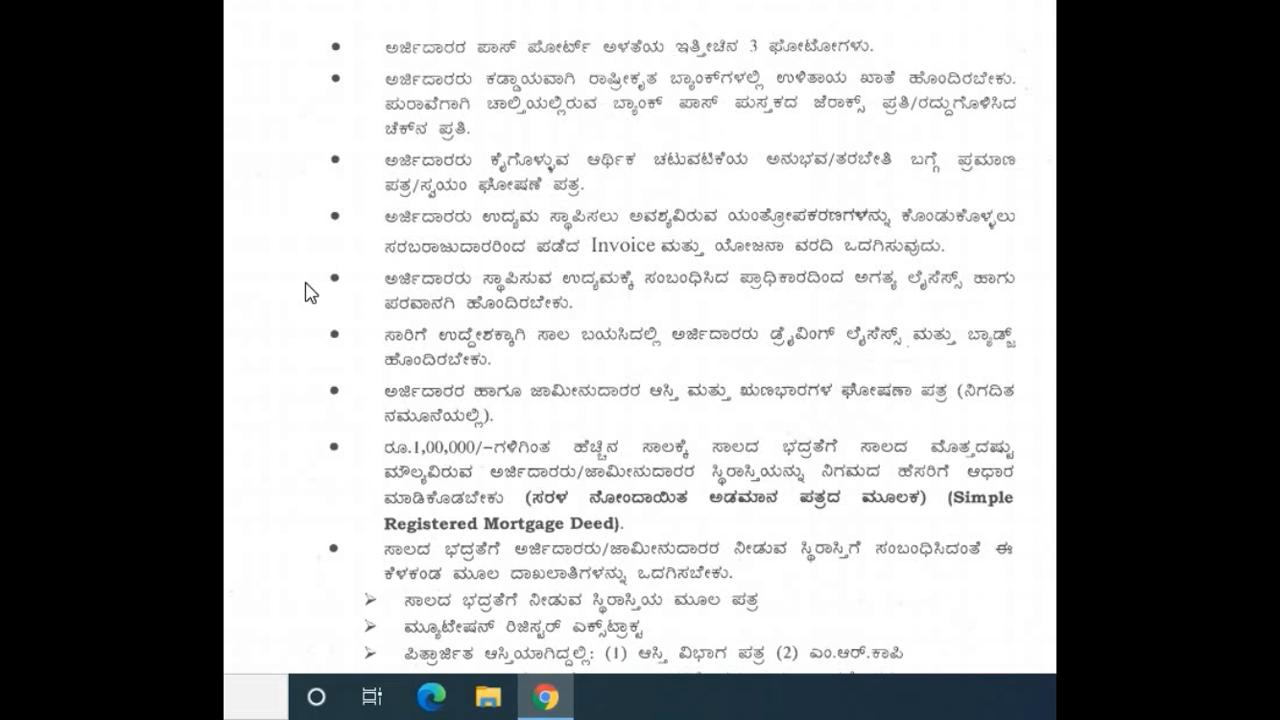 • ಅರ್ಜಿದಾರರ ಪಾಸ್ ಪೋರ್ಟ್ ಅಳತೆಯ ಇತ್ತೀಚಿನ 3 ಫೋಟೋಗಳು.
• ಅರ್ಜಿದಾರರು ಕಡ್ಡಾಯವಾಗಿ ರಾಷ್ರೀಕೃತ ಬ್ಯಾಂಕ್‌ಗಳಲ್ಲಿ ಉಳಿತಾಯ ಖಾತೆ ಹೊಂದಿರಬೇಕು.
ಪುರಾವೆಗಾಗಿ ಚಾಲ್ತಿಯಲ್ಲಿರುವ ಬ್ಯಾಂಕ್ ಪಾಸ್ ಪುಸ್ತಕದ ಜೆರಾಕ್ಸ್ ಪ್ರತಿ/ರದ್ದುಗೊಳಿಸಿದ
ಚೆಕ್‌ನ ಪ್ರತಿ.
• ಅರ್ಜಿದಾರರು ಕೈಗೊಳ್ಳುವ ಆರ್ಥಿಕ ಚಟುವಟಿಕೆಯ ಅನುಭವ/ತರಬೇತಿ ಬಗ್ಗೆ ಪ್ರಮಾಣ
ಪತ್ರ/ಸ್ವಯಂ ಘೋಷಣೆ ಪತ್ರ.
• ಅರ್ಜಿದಾರರು ಉದ್ಯಮ ಸ್ಥಾಪಿಸಲು ಅವಶ್ಯವಿರುವ ಯಂತ್ರೋಪಕರಣಗಳನ್ನು ಕೊಂಡುಕೊಳ್ಳಲು
ಸರಬರಾಜುದಾರರಿಂದ ಪಡೆದ Invoice ಮತ್ತು ಯೋಜನಾ ವರದಿ ಒದಗಿಸುವುದು.
• ಅರ್ಜಿದಾರರು ಸ್ಥಾಪಿಸುವ ಉದ್ಯಮಕ್ಕೆ ಸಂಬಂಧಿಸಿದ ಪ್ರಾಧಿಕಾರದಿಂದ ಅಗತ್ಯ ಲೈಸೆಸ್ಸ್ ಹಾಗು
ಪರವಾನಗಿ ಹೊಂದಿರಬೇಕು.
• ಸಾರಿಗೆ ಉದ್ದೇಶಕ್ಕಾಗಿ ಸಾಲ ಬಯಸಿದಲ್ಲಿ ಅರ್ಜಿದಾರರು ಡ್ರೈವಿಂಗ್ ಲೈಸೆಸ್ಸ್ ಮತ್ತು ಬ್ಯಾಡ್ಜ್
ಹೊಂದಿರಬೇಕು.
• ಅರ್ಜಿದಾರರ ಹಾಗೂ ಜಾಮೀನುದಾರರ ಆಸ್ತಿ ಮತ್ತು ಋಣಭಾರಗಳ ಘೋಷಣಾ ಪತ್ರ (ನಿಗದಿತ
ನಮೂನೆಯಲ್ಲಿ).
• ರೂ.1,00,000/-ಗಳಿಗಿಂತ ಹೆಚ್ಚಿನ ಸಾಲಕ್ಕೆ ಸಾಲದ ಭದ್ರತೆಗೆ ಸಾಲದ ಮೊತ್ತದಷ್ಟು
ಮೌಲ್ಯವಿರುವ ಅರ್ಜಿದಾರರು/ಜಾಮೀನುದಾರರ ಸ್ಥಿರಾಸ್ತಿಯನ್ನು ನಿಗಮದ ಹೆಸರಿಗೆ ಆಧಾರ
ಮಾಡಿಕೊಡಬೇಕು (ಸರಳ ನೋಂದಾಯಿತ ಅಡಮಾನ ಪತ್ರದ ಮೂಲಕ) (Simple
Registered Mortgage Deed).
• ಸಾಲದ ಭದ್ರತೆಗೆ ಅರ್ಜಿದಾರರು/ಜಾಮೀನುದಾರರ ನೀಡುವ ಸ್ಥಿರಾಸ್ತಿಗೆ ಸಂಬಂಧಿಸಿದಂತೆ ಈ
ಕೆಳಕಂಡ ಮೂಲ ದಾಖಲಾತಿಗಳನ್ನು ಒದಗಿಸಬೇಕು.
➢ ಸಾಲದ ಭದ್ರತೆಗೆ ನೀಡುವ ಸ್ಥಿರಾಸ್ತಿಯ ಮೂಲ ಪತ್ರ
➢ ಮ್ಯೂಟೇಷನ್ ರಿಜಿಸ್ಟರ್ ಎಕ್ಸ್‌ಟ್ರಾಕ್ಟ
➢ ಪಿತ್ರಾರ್ಜಿತ ಆಸ್ತಿಯಾಗಿದ್ದಲ್ಲಿ: (1) ಆಸ್ತಿ ವಿಭಾಗ ಪತ್ರ (2) ಎಂ.ಆರ್.ಕಾಪಿ